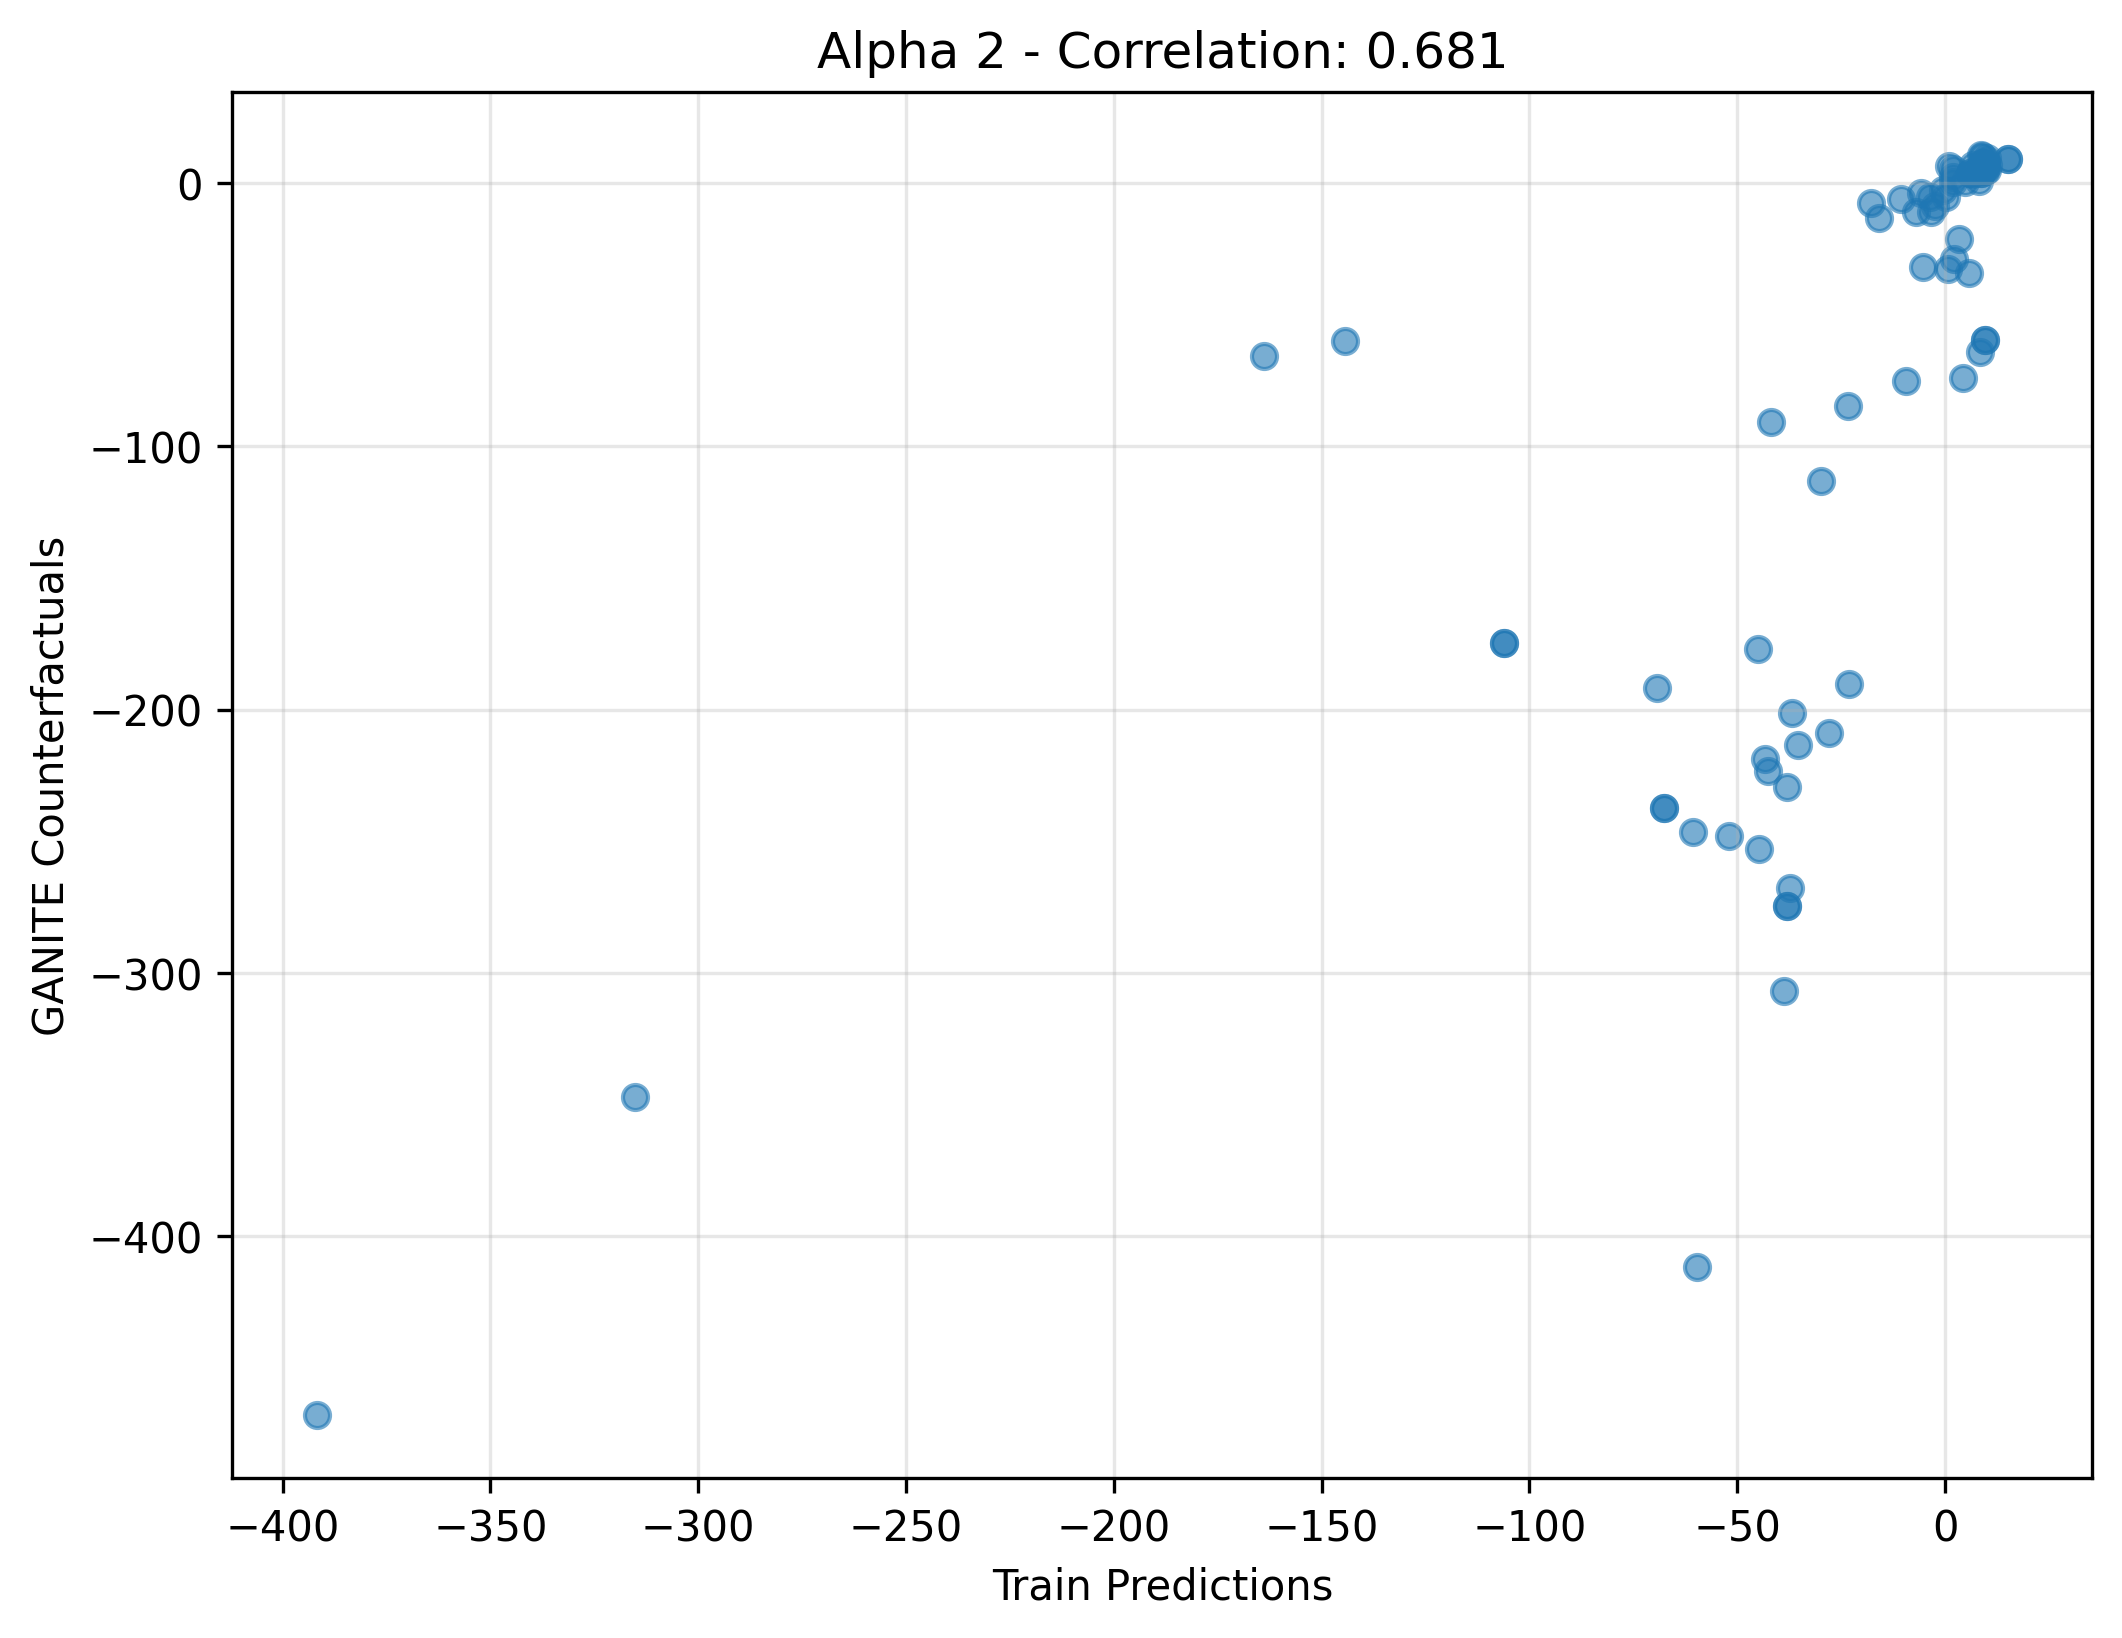 Alpha 2 - Correlation: 0.681
GANITE Counterfactuals
0
−100
−200
−300
−400
−400 −350 −300 −250 −200 −150 −100 −50 0
Train Predictions